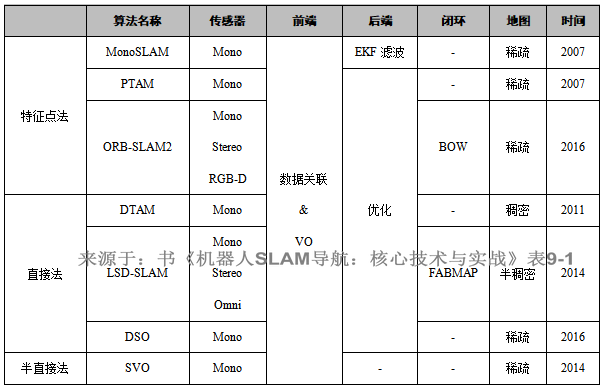 算法名称 传感器 前端 后端 闭环 地图 时间
特征点法 MonoSLAM Mono 数据关联 & VO EKF 滤波 - 稀疏 2007
PTAM Mono 优化 - 稀疏 2007
ORB-SLAM2 Mono Stereo RGB-D BOW 稀疏 2016
直接法 DTAM Mono - 稠密 2011
LSD-SLAM Mono Stereo Omni FABMAP 半稠密 2014
DSO Mono - 稀疏 2016
半直接法 SVO Mono - - 稀疏 2014
来源于：书《机器人SLAM导航：核心技术与实战》表9-1